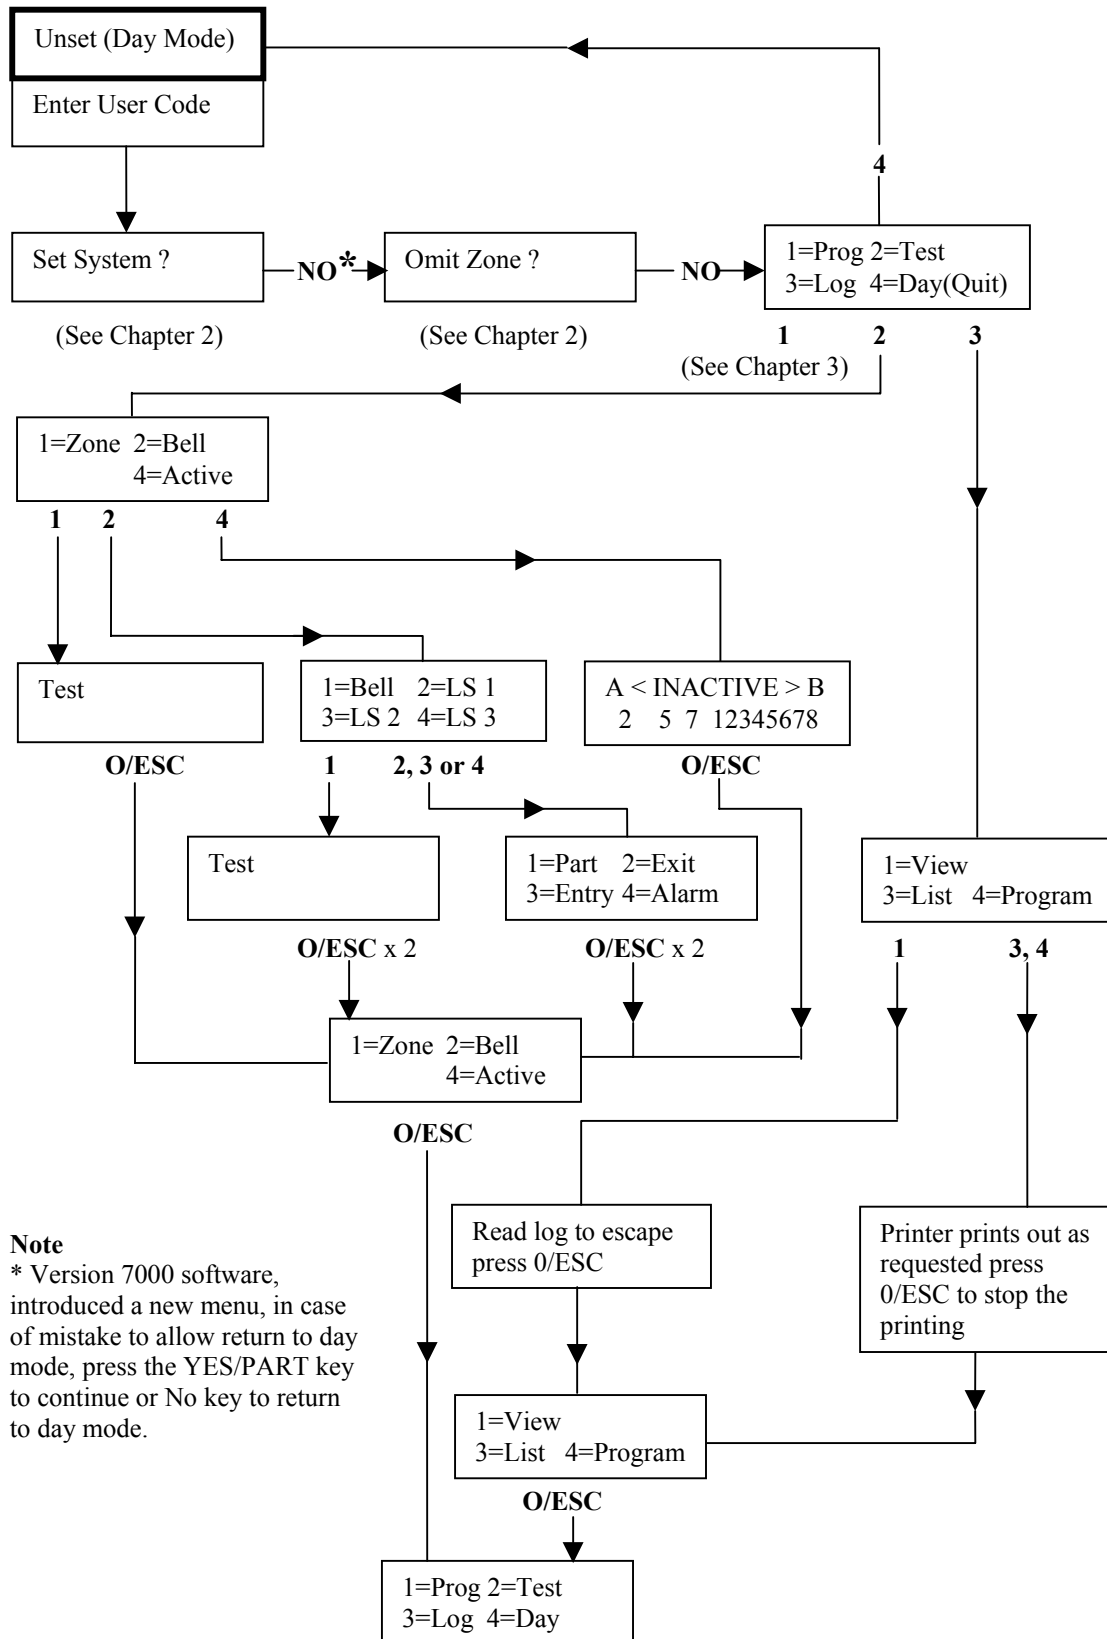 Unset (Day Mode)
Enter User Code
4
Set System ?
NO*
Omit Zone ?
NO
1=Prog 2=Test
3=Log 4=Day(Quit)
(See Chapter 2)
(See Chapter 2)
1 2 3
(See Chapter 3)
1=Zone 2=Bell
4=Active
1 2 4
Test
1=Bell 2=LS 1
3=LS 2 4=LS 3
A < INACTIVE > B
2 5 7 12345678
O/ESC
1 2, 3 or 4
O/ESC
Test
1=Part 2=Exit
3=Entry 4=Alarm
1=View
3=List 4=Program
O/ESC x 2
O/ESC x 2
1 3, 4
1=Zone 2=Bell
4=Active
O/ESC
Read log to escape
press 0/ESC
Printer prints out as
requested press
0/ESC to stop the
printing
Note
* Version 7000 software,
introduced a new menu, in case
of mistake to allow return to day
mode, press the YES/PART key
to continue or No key to return
to day mode.
1=View
3=List 4=Program
O/ESC
1=Prog 2=Test
3=Log 4=Day